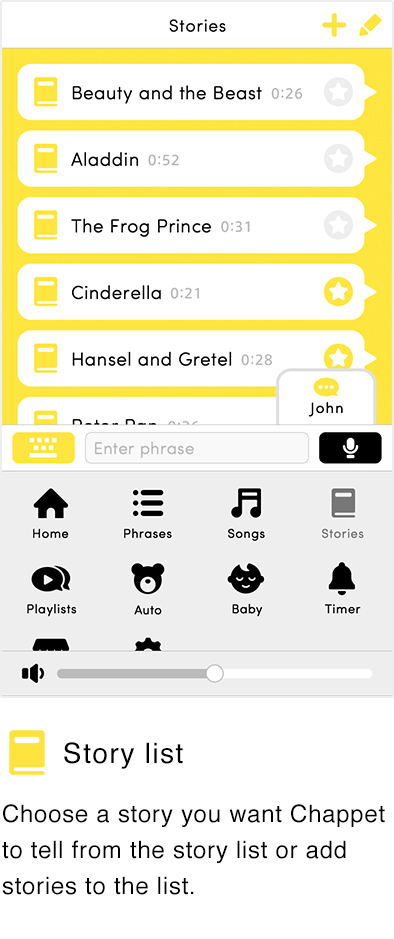 Stories
Beauty and the Beast 0:26
Aladdin 0:52
The Frog Prince 0:31
Cinderella 0:21
Hansel and Gretel 0:28
John
Peter Pan
Enter phrase
Home Phrases Songs Stories
Playlists Auto Baby Timer
Story list
Choose a story you want Chappet
to tell from the story list or add
stories to the list.